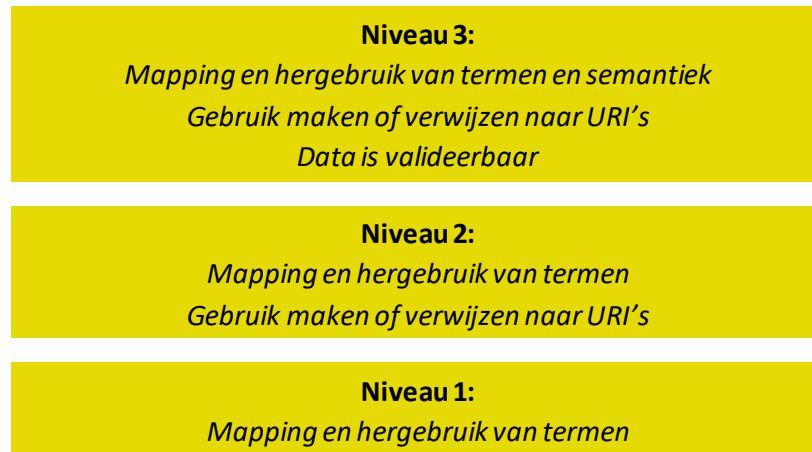 Niveau 3:
Mapping en hergebruik van termen en semantiek
Gebruik maken of verwijzen naar URI's
Data is valideerbaar
Niveau 2:
Mapping en hergebruik van termen
Gebruik maken of verwijzen naar URI's
Niveau 1:
Mapping en hergebruik van termen